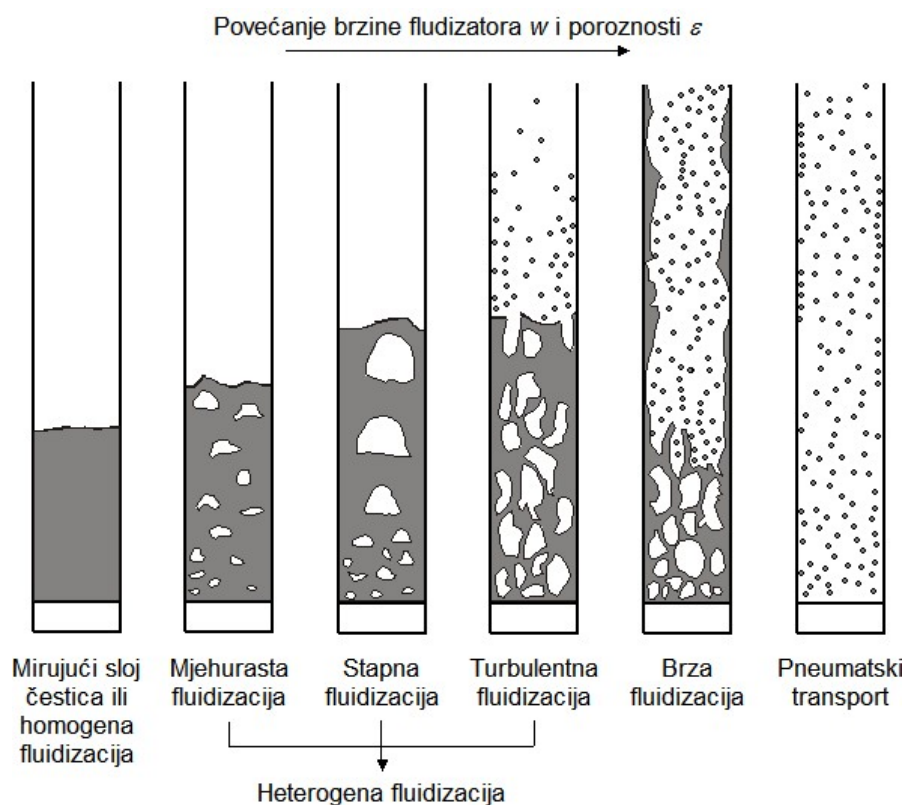 Povećanje brzine fludizatora w i poroznosti ε
Mirujući sloj
čestica ili
homogena
fluidizacija
Mjehurasta
fluidizacija
Stapna
fluidizacija
Turbulentna
fluidizacija
Brza
fluidizacija
Pneumatski
transport
Heterogena fluidizacija